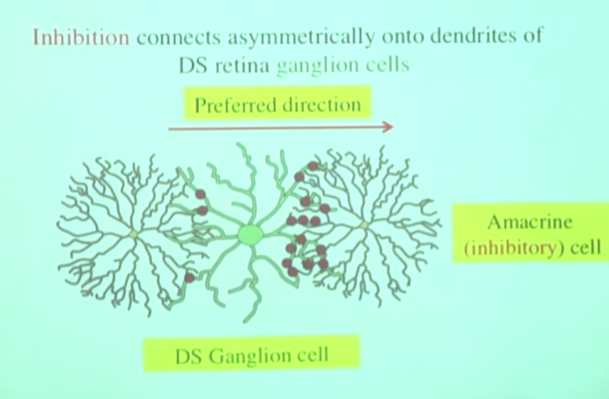 Inhibition connects asymmetrically onto dendrites of
DS retina ganglion cells
Preferred direction
Amacrine
(inhibitory) cell
DS Ganglion cell